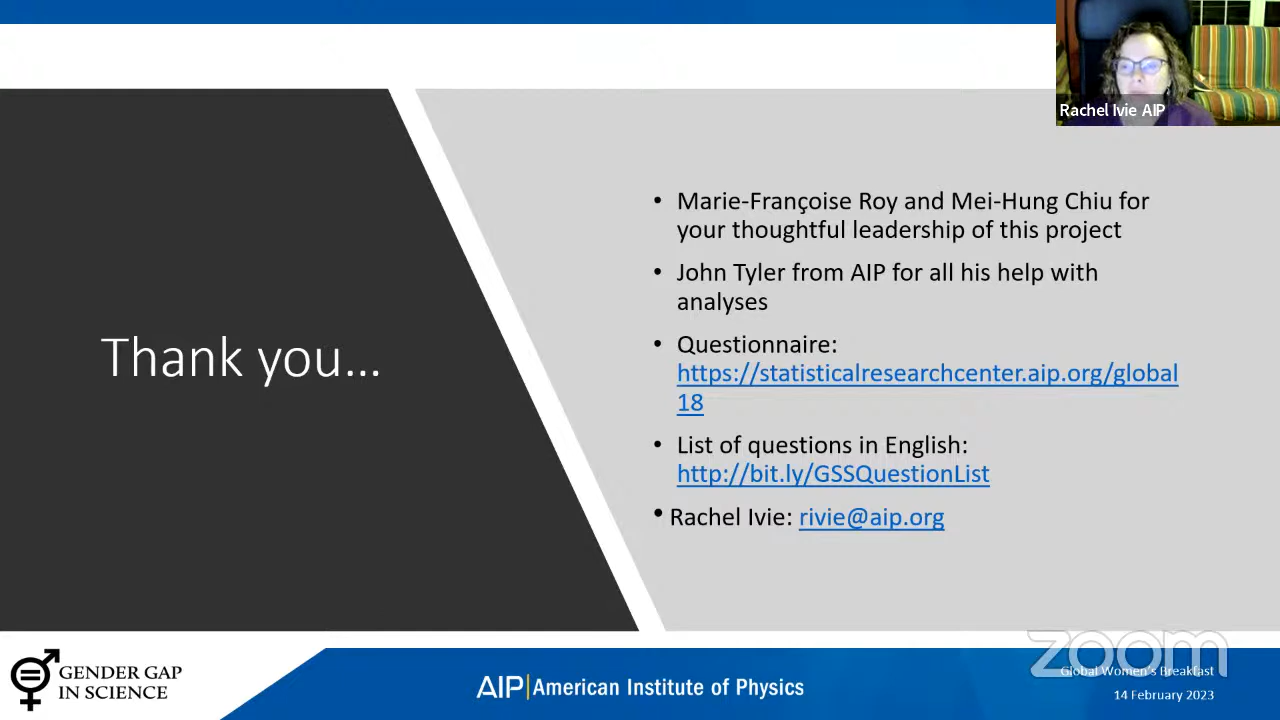 Rachel Ivie AIP
Thank you...
• Marie-Françoise Roy and Mei-Hung Chiu for
your thoughtful leadership of this project
• John Tyler from AIP for all his help with
analyses
• Questionnaire:
https://statisticalresearchcenter.aip.org/global
18
• List of questions in English:
http://bit.ly/GSSQuestionList
• Rachel Ivie: rivie@aip.org
GENDER GAP
IN SCIENCE
AIP|American Institute of Physics
zoom
Global Women's Breakfast
14 February 2023